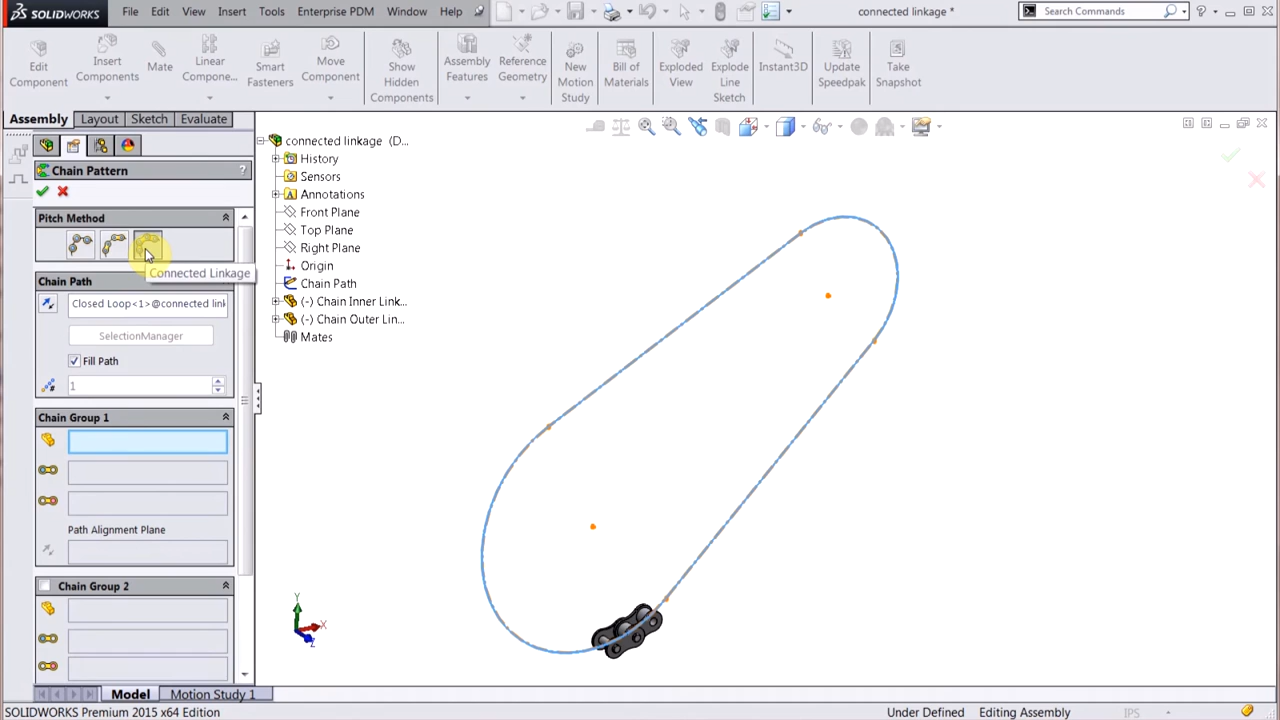 SOLIDWORKS File Edit View Insert Tools Enterprise PDM Window Help connected linkage * Search Commands ?
Edit Component
Insert Components
Mate
Linear Compone...
Smart Fasteners
Move Component
Show Hidden Components
Assembly Features
Reference Geometry
New Motion Study
Bill of Materials
Exploded View
Explode Line Sketch
Instant3D
Update Speedpak
Take Snapshot
Assembly Layout Sketch Evaluate
Chain Pattern ?
Pitch Method
Connected Linkage
Chain Path
Closed Loop<1>@connected link
SelectionManager
Fill Path
1
Chain Group 1
Path Alignment Plane
Chain Group 2
connected linkage (D...
History
Sensors
Annotations
Front Plane
Top Plane
Right Plane
Origin
Chain Path
(-) Chain Inner Link...
(-) Chain Outer Lin...
Mates
Y
X
Z
Model Motion Study 1
SOLIDWORKS Premium 2015 x64 Edition Under Defined Editing Assembly IPS